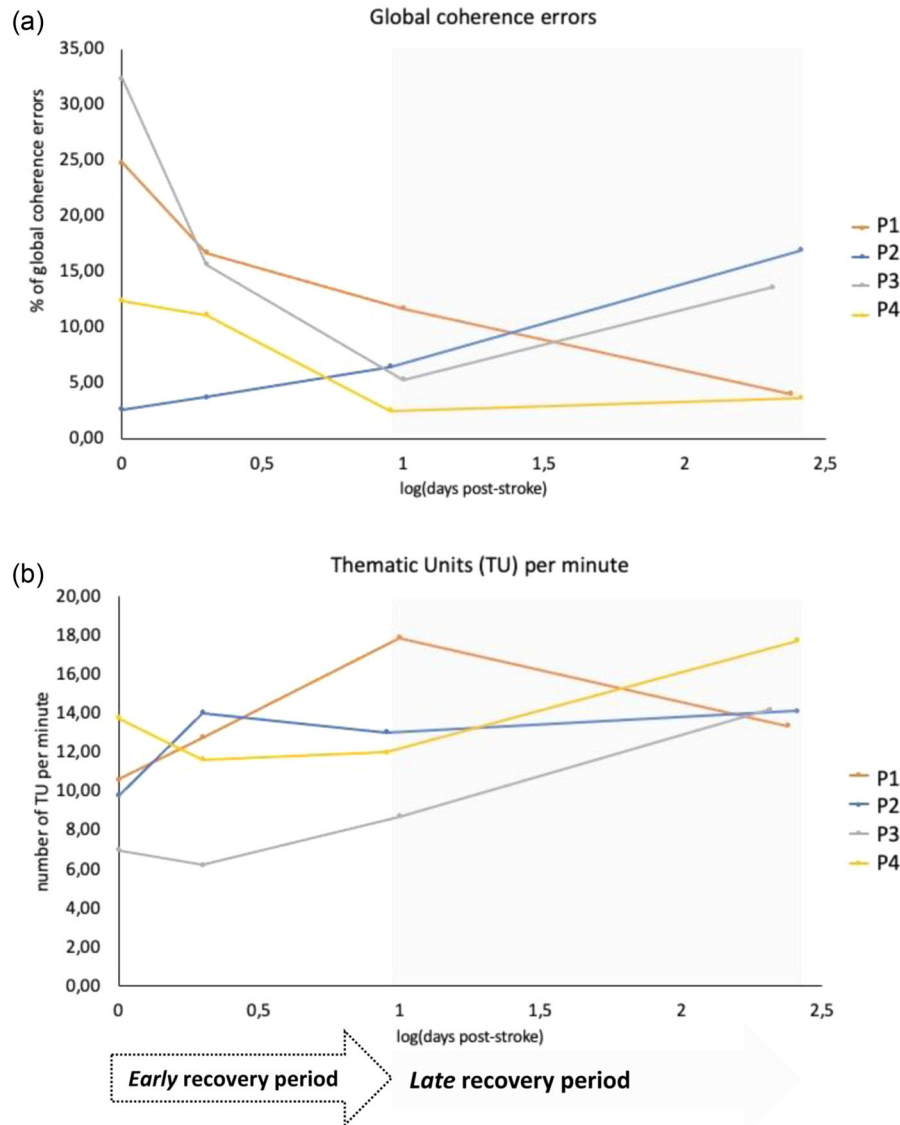 (a)
Global coherence errors
% of global coherence errors
35,00
30,00
25,00
20,00
15,00
10,00
5,00
0,00
0 0,5 1 1,5 2 2,5
log(days post-stroke)
P1
P2
P3
P4
(b)
Thematic Units (TU) per minute
number of TU per minute
20,00
18,00
16,00
14,00
12,00
10,00
8,00
6,00
4,00
2,00
0,00
0 0,5 1 1,5 2 2,5
log(days post-stroke)
P1
P2
P3
P4
Early recovery period Late recovery period